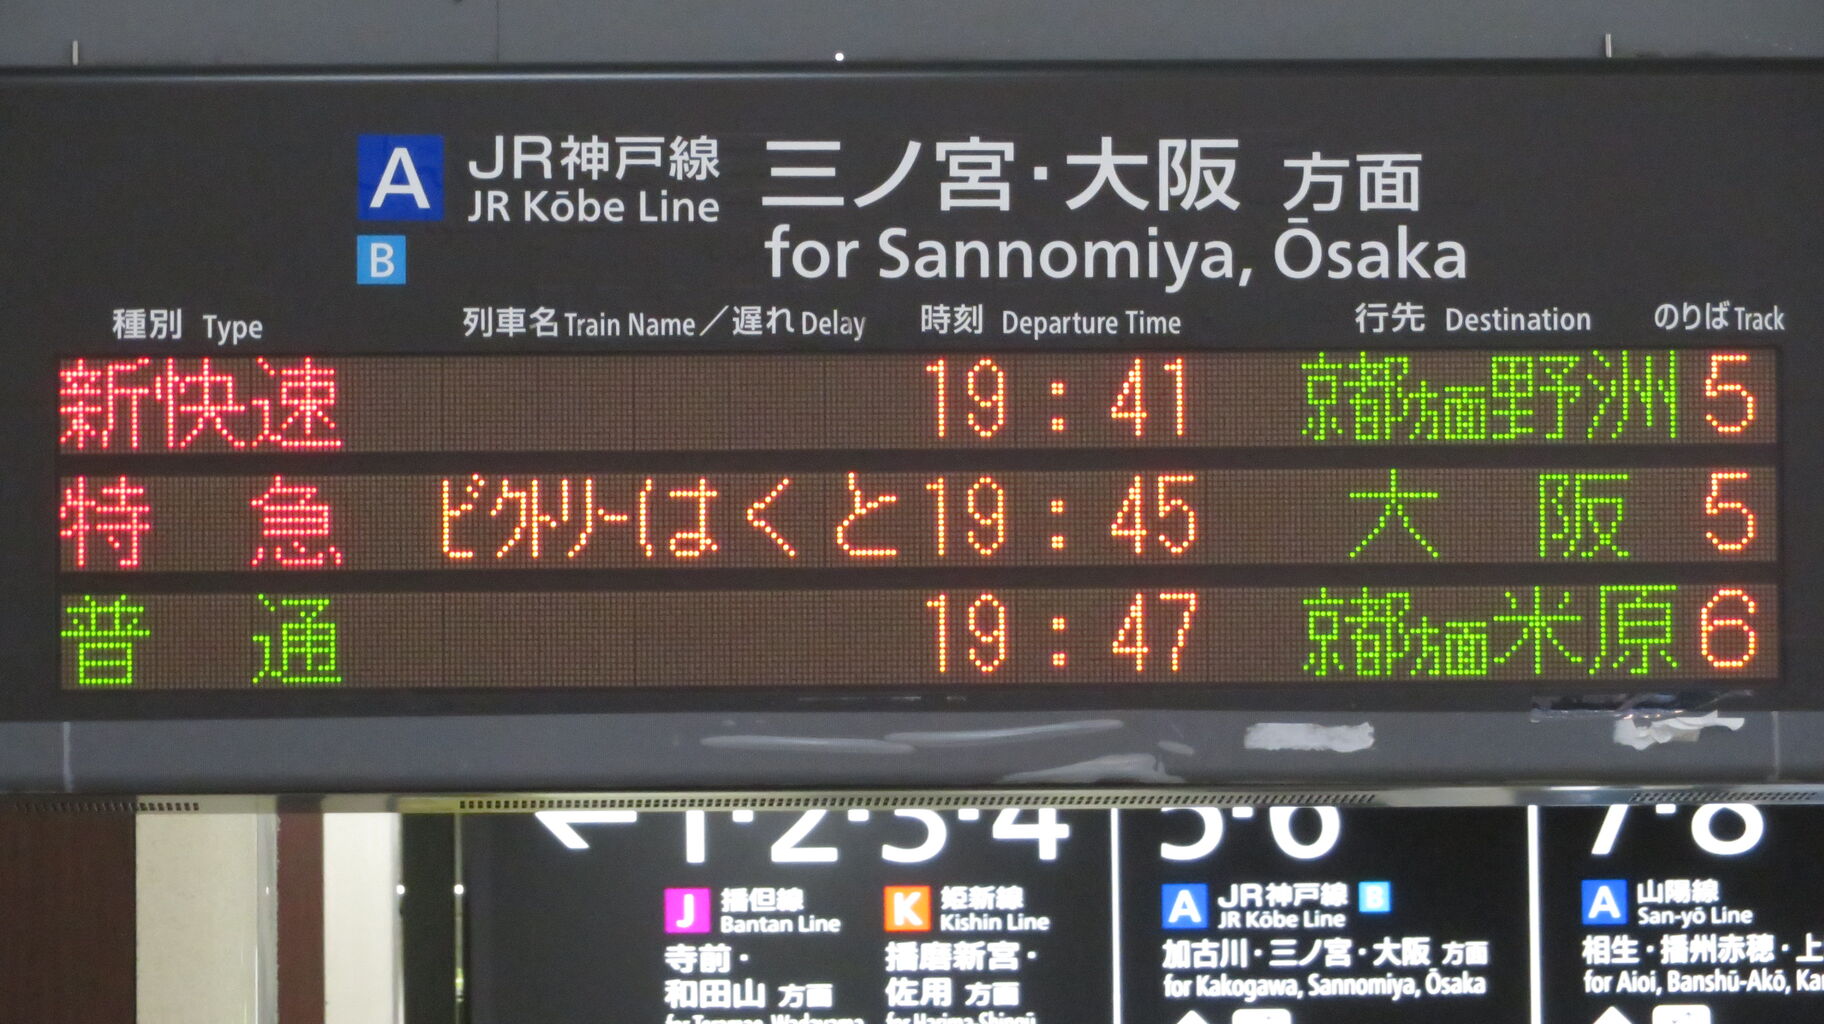 A JR神戸線 三ノ宮・大阪 方面
JR Kōbe Line for Sannomiya, Ōsaka
B
種別 Type 列車名 Train Name／遅れ Delay 時刻 Departure Time 行先 Destination のりば Track
新快速 19:41 京都方面野洲 5
特急 ビクトリーはくと 19:45 大阪 5
普通 19:47 京都方面米原 6
← 1・2・3・4
J 播但線
Bantan Line
寺前・
和田山 方面
K 姫新線
Kishin Line
播磨新宮・
佐用 方面
5・6
A JR神戸線 B
JR Kōbe Line
加古川・三ノ宮・大阪 方面
for Kakogawa, Sannomiya, Ōsaka
7・8
A 山陽線
San-yō Line
相生・播州赤穂・上
for Aioi, Banshū-Akō,